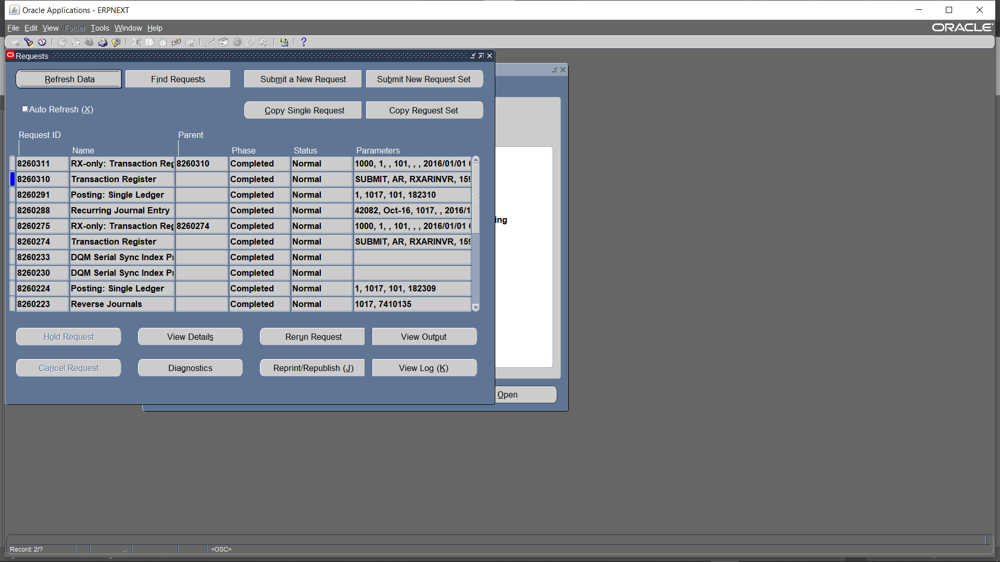 Oracle Applications - ERPNEXT
File Edit View Folder Tools Window Help
ORACLE
Requests
Refresh Data Find Requests Submit a New Request Submit New Request Set
Auto Refresh (X) Copy Single Request Copy Request Set
Request ID Parent
Name Phase Status Parameters
8260311 RX-only: Transaction Reg 8260310 Completed Normal 1000, 1, , 101, , , 2016/01/01
8260310 Transaction Register Completed Normal SUBMIT, AR, RXARINVR, 159
8260291 Posting: Single Ledger Completed Normal 1, 1017, 101, 182310
8260288 Recurring Journal Entry Completed Normal 42082, Oct-16, 1017, , 2016/1
ing
8260275 RX-only: Transaction Reg 8260274 Completed Normal 1000, 1, , 101, , , 2016/01/01
8260274 Transaction Register Completed Normal SUBMIT, AR, RXARINVR, 159
8260233 DQM Serial Sync Index Completed Normal
8260230 DQM Serial Sync Index Completed Normal
8260224 Posting: Single Ledger Completed Normal 1, 1017, 101, 182309
8260223 Reverse Journals Completed Normal 1017, 7410135
Hold Request View Details Rerun Request View Output
Cancel Request Diagnostics Reprint/Republish (J) View Log (K)
Open
Record: 2/? ... <OSC>